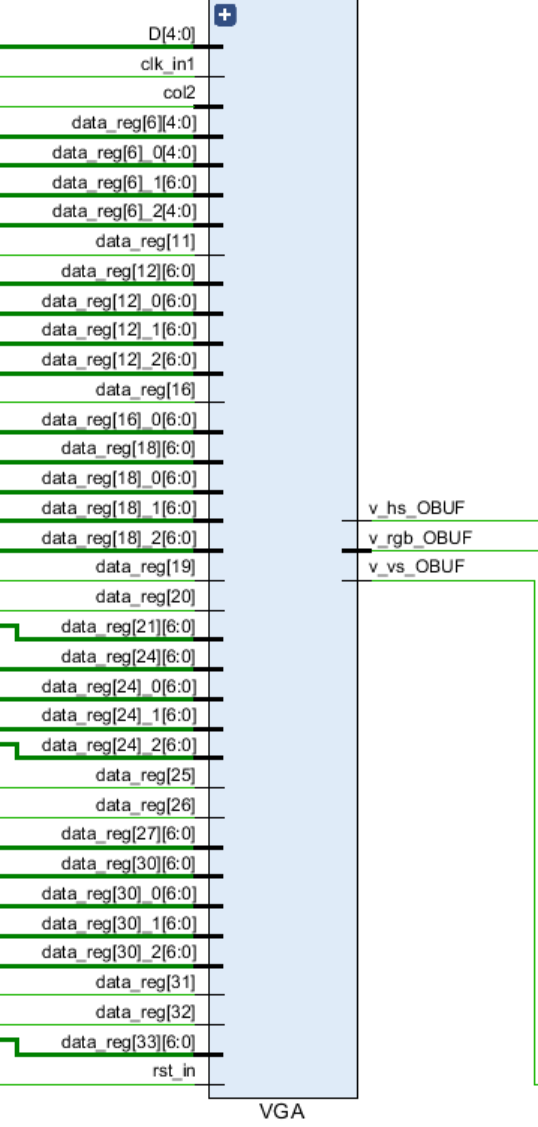 D[4:0]
clk_in1
col2
data_reg[6][4:0]
data_reg[6]_0[4:0]
data_reg[6]_1[6:0]
data_reg[6]_2[4:0]
data_reg[11]
data_reg[12][6:0]
data_reg[12]_0[6:0]
data_reg[12]_1[6:0]
data_reg[12]_2[6:0]
data_reg[16]
data_reg[16]_0[6:0]
data_reg[18][6:0]
data_reg[18]_0[6:0]
data_reg[18]_1[6:0]
v_hs_OBUF
data_reg[18]_2[6:0]
v_rgb_OBUF
data_reg[19]
v_vs_OBUF
data_reg[20]
data_reg[21][6:0]
data_reg[24][6:0]
data_reg[24]_0[6:0]
data_reg[24]_1[6:0]
data_reg[24]_2[6:0]
data_reg[25]
data_reg[26]
data_reg[27][6:0]
data_reg[30][6:0]
data_reg[30]_0[6:0]
data_reg[30]_1[6:0]
data_reg[30]_2[6:0]
data_reg[31]
data_reg[32]
data_reg[33][6:0]
rst_in
VGA